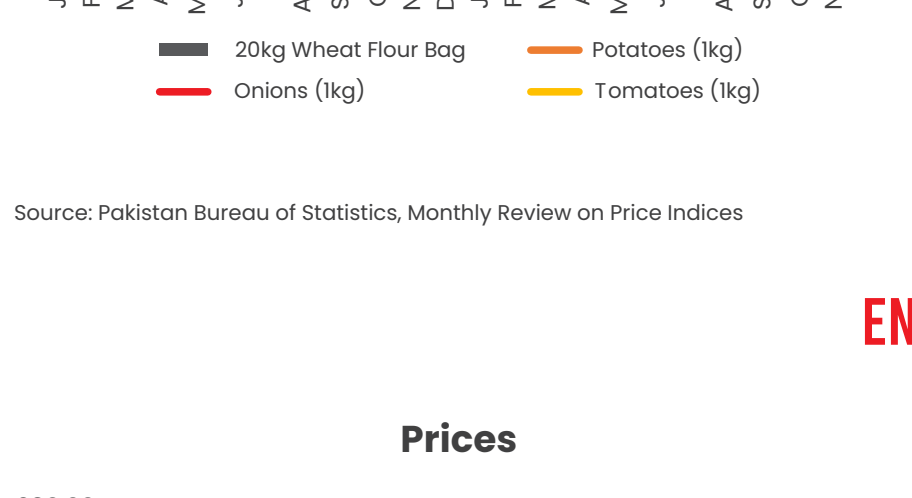 20kg Wheat Flour Bag
Potatoes (1kg)
Onions (1kg)
Tomatoes (1kg)
Source: Pakistan Bureau of Statistics, Monthly Review on Price Indices
EN
Prices